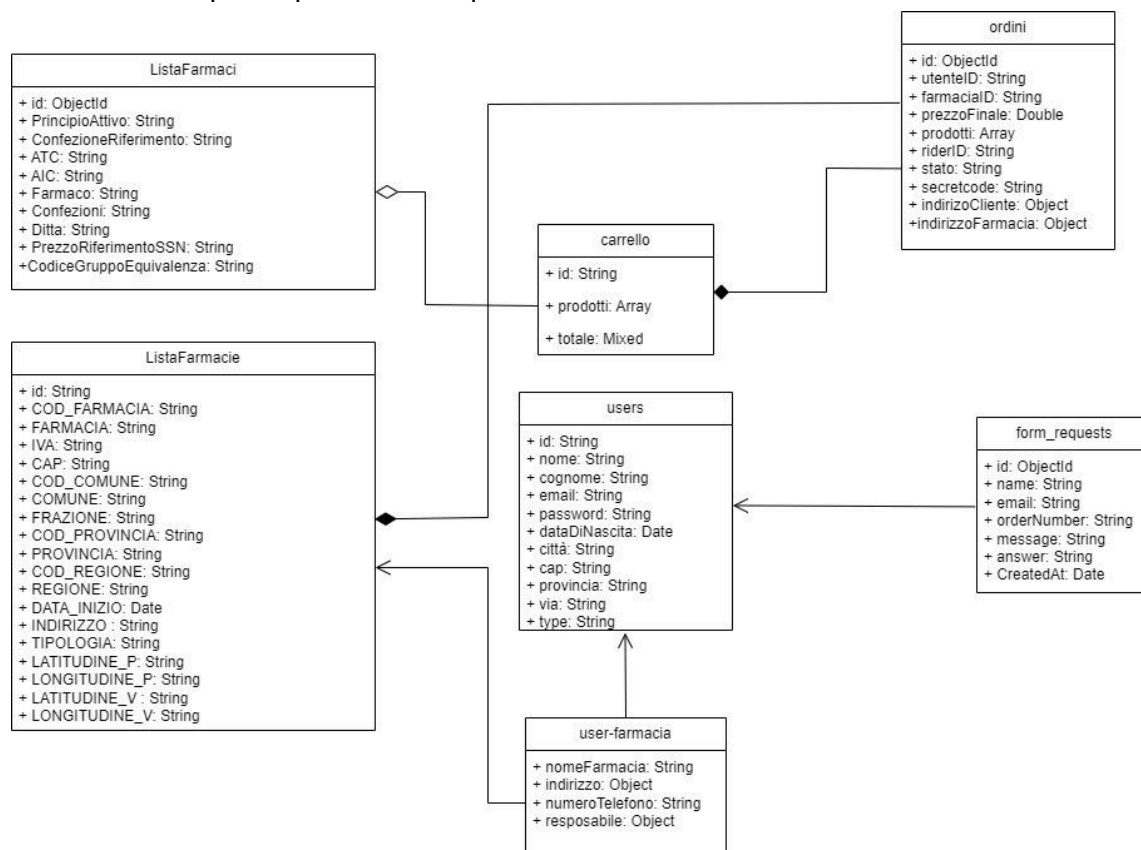 ListaFarmaci
+ id: ObjectId
+ PrincipioAttivo: String
+ ConfezioneRiferimento: String
+ ATC: String
+ AIC: String
+ Farmaco: String
+ Confezioni: String
+ Ditta: String
+ PrezzoRiferimentoSSN: String
+CodiceGruppoEquivalenza: String
ordini
+ id: ObjectId
+ utenteID: String
+ farmaciaID: String
+ prezzoFinale: Double
+ prodotti: Array
+ riderID: String
+ stato: String
+ secretcode: String
+ indirizoCliente: Object
+indirizzoFarmacia: Object
carrello
+ id: String
+ prodotti: Array
+ totale: Mixed
ListaFarmacie
+ id: String
+ COD_FARMACIA: String
+ FARMACIA: String
+ IVA: String
+ CAP: String
+ COD_COMUNE: String
+ COMUNE: String
+ FRAZIONE: String
+ COD_PROVINCIA: String
+ PROVINCIA: String
+ COD_REGIONE: String
+ REGIONE: String
+ DATA_INIZIO: Date
+ INDIRIZZO : String
+ TIPOLOGIA: String
+ LATITUDINE_P: String
+ LONGITUDINE_P: String
+ LATITUDINE_V : String
+ LONGITUDINE_V: String
users
+ id: String
+ nome: String
+ cognome: String
+ email: String
+ password: String
+ dataDiNascita: Date
+ città: String
+ cap: String
+ provincia: String
+ via: String
+ type: String
form_requests
+ id: ObjectId
+ name: String
+ email: String
+ orderNumber: String
+ message: String
+ answer: String
+ CreatedAt: Date
user-farmacia
+ nomeFarmacia: String
+ indirizzo: Object
+ numeroTelefono: String
+ resposabile: Object